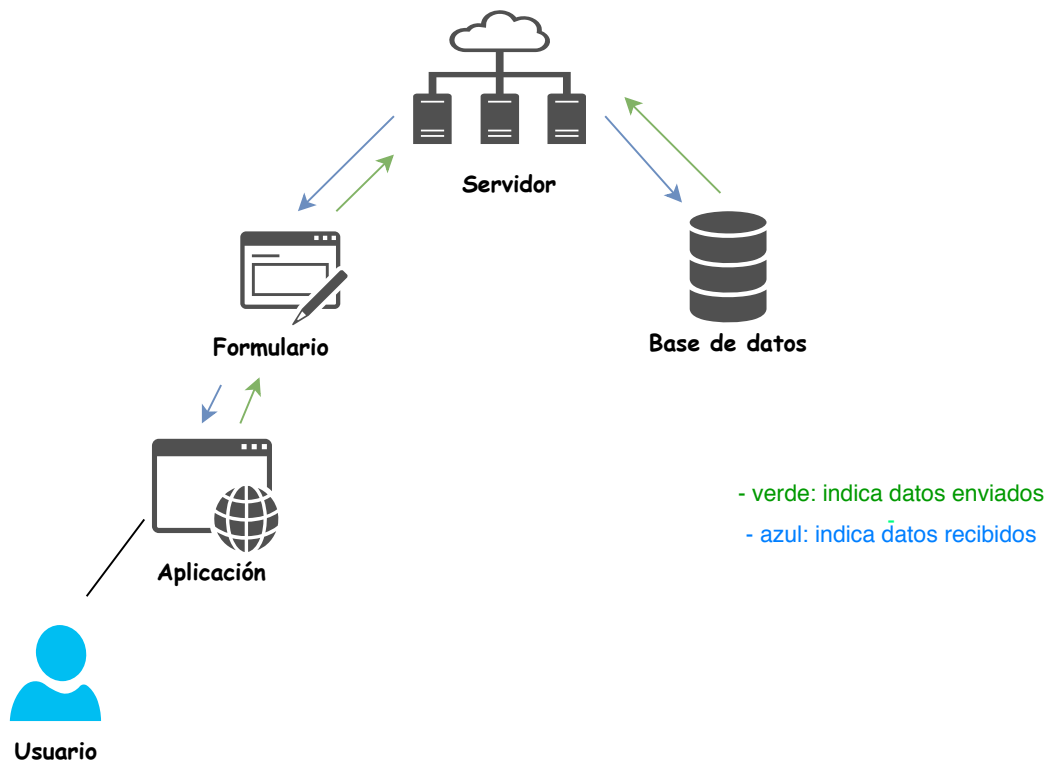 Servidor
Formulario
Base de datos
- verde: indica datos enviados
-
- azul: indica datos recibidos
Aplicación
Usuario